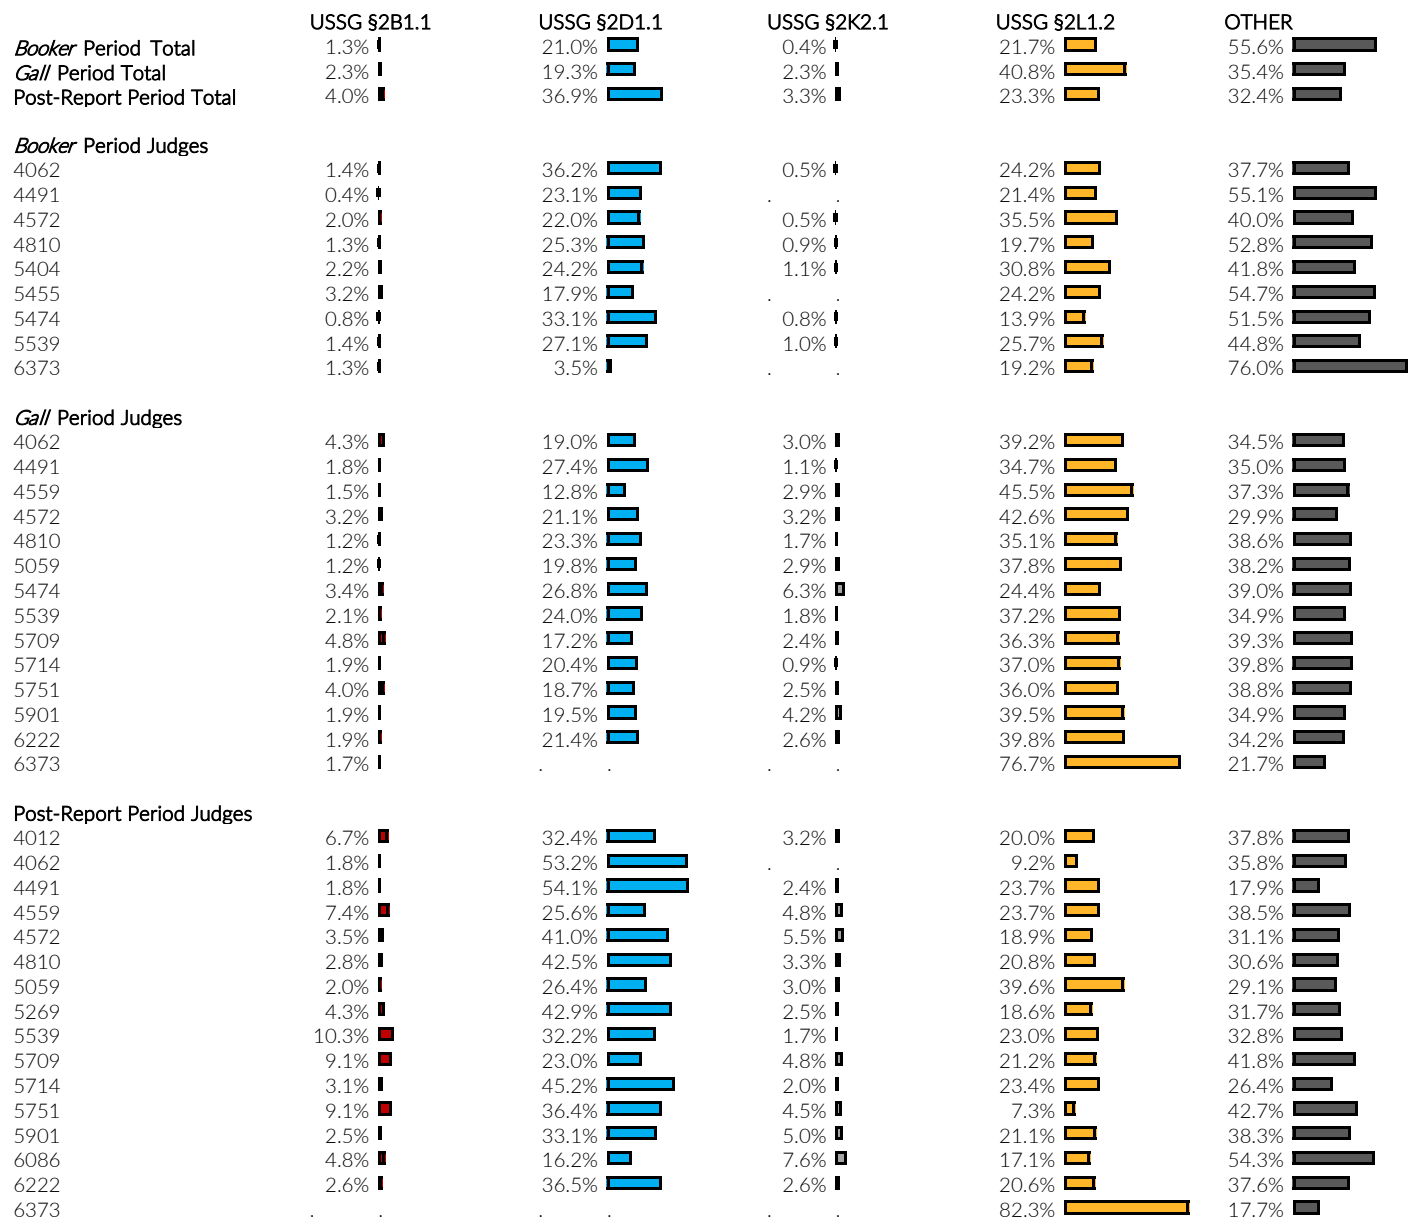 USSG §2B1.1 USSG §2D1.1 USSG §2K2.1 USSG §2L1.2 OTHER
Booker Period Total 1.3% 21.0% 0.4% 21.7% 55.6%
Gall Period Total 2.3% 19.3% 2.3% 40.8% 35.4%
Post-Report Period Total 4.0% 36.9% 3.3% 23.3% 32.4%
Booker Period Judges
4062 1.4% 36.2% 0.5% 24.2% 37.7%
4491 0.4% 23.1% . . 21.4% 55.1%
4572 2.0% 22.0% 0.5% 35.5% 40.0%
4810 1.3% 25.3% 0.9% 19.7% 52.8%
5404 2.2% 24.2% 1.1% 30.8% 41.8%
5455 3.2% 17.9% . . 24.2% 54.7%
5474 0.8% 33.1% 0.8% 13.9% 51.5%
5539 1.4% 27.1% 1.0% 25.7% 44.8%
6373 1.3% 3.5% . . 19.2% 76.0%
Gall Period Judges
4062 4.3% 19.0% 3.0% 39.2% 34.5%
4491 1.8% 27.4% 1.1% 34.7% 35.0%
4559 1.5% 12.8% 2.9% 45.5% 37.3%
4572 3.2% 21.1% 3.2% 42.6% 29.9%
4810 1.2% 23.3% 1.7% 35.1% 38.6%
5059 1.2% 19.8% 2.9% 37.8% 38.2%
5474 3.4% 26.8% 6.3% 24.4% 39.0%
5539 2.1% 24.0% 1.8% 37.2% 34.9%
5709 4.8% 17.2% 2.4% 36.3% 39.3%
5714 1.9% 20.4% 0.9% 37.0% 39.8%
5751 4.0% 18.7% 2.5% 36.0% 38.8%
5901 1.9% 19.5% 4.2% 39.5% 34.9%
6222 1.9% 21.4% 2.6% 39.8% 34.2%
6373 1.7% . . . . 76.7% 21.7%
Post-Report Period Judges
4012 6.7% 32.4% 3.2% 20.0% 37.8%
4062 1.8% 53.2% . . 9.2% 35.8%
4491 1.8% 54.1% 2.4% 23.7% 17.9%
4559 7.4% 25.6% 4.8% 23.7% 38.5%
4572 3.5% 41.0% 5.5% 18.9% 31.1%
4810 2.8% 42.5% 3.3% 20.8% 30.6%
5059 2.0% 26.4% 3.0% 39.6% 29.1%
5269 4.3% 42.9% 2.5% 18.6% 31.7%
5539 10.3% 32.2% 1.7% 23.0% 32.8%
5709 9.1% 23.0% 4.8% 21.2% 41.8%
5714 3.1% 45.2% 2.0% 23.4% 26.4%
5751 9.1% 36.4% 4.5% 7.3% 42.7%
5901 2.5% 33.1% 5.0% 21.1% 38.3%
6086 4.8% 16.2% 7.6% 17.1% 54.3%
6222 2.6% 36.5% 2.6% 20.6% 37.6%
6373 . . . . . . 82.3% 17.7%